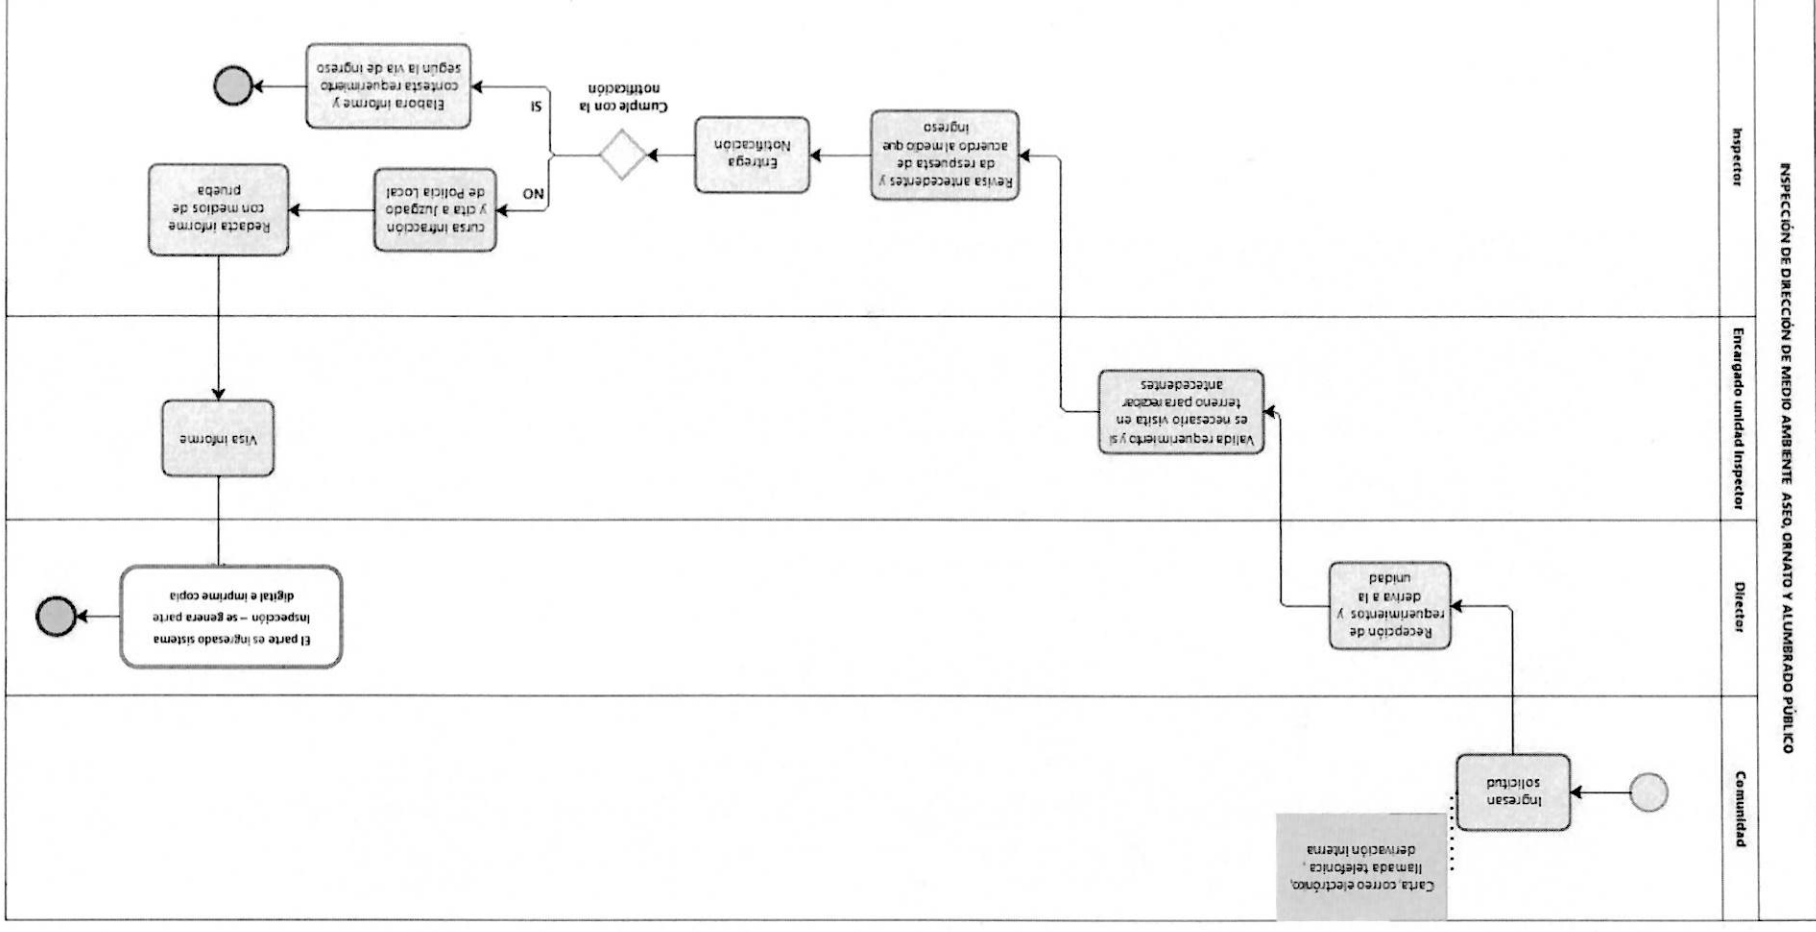 INSPECCIÓN DE DIRECCIÓN DE MEDIO AMBIENTE ASEO, ORNATO Y ALUMBRADO PÚBLICO
Comunidad
Ingresan
solicitud
Carta, correo electrónico,
llamada telefonica ,
derivación interna
Director
Recepción de
requerimientos y
deriva a la
unidad
El parte es ingresado sistema
Inspección – se genera parte
digital e imprime copia
Encargado unidad Inspector
Valida requerimiento y si
es necesario visita en
terreno para recabar
antecedentes
Visa informe
Inspector
Revisa antecedentes y
da respuesta de
acuerdo al medio que
ingreso
Entrega
Notificación
Cumple con la
notificación
NO
cursa infracción
y cita a Juzgado
de Policía Local
Redacta informe
con medios de
prueba
SI
Elabora informe y
contesta requerimiento
según la vía de ingreso